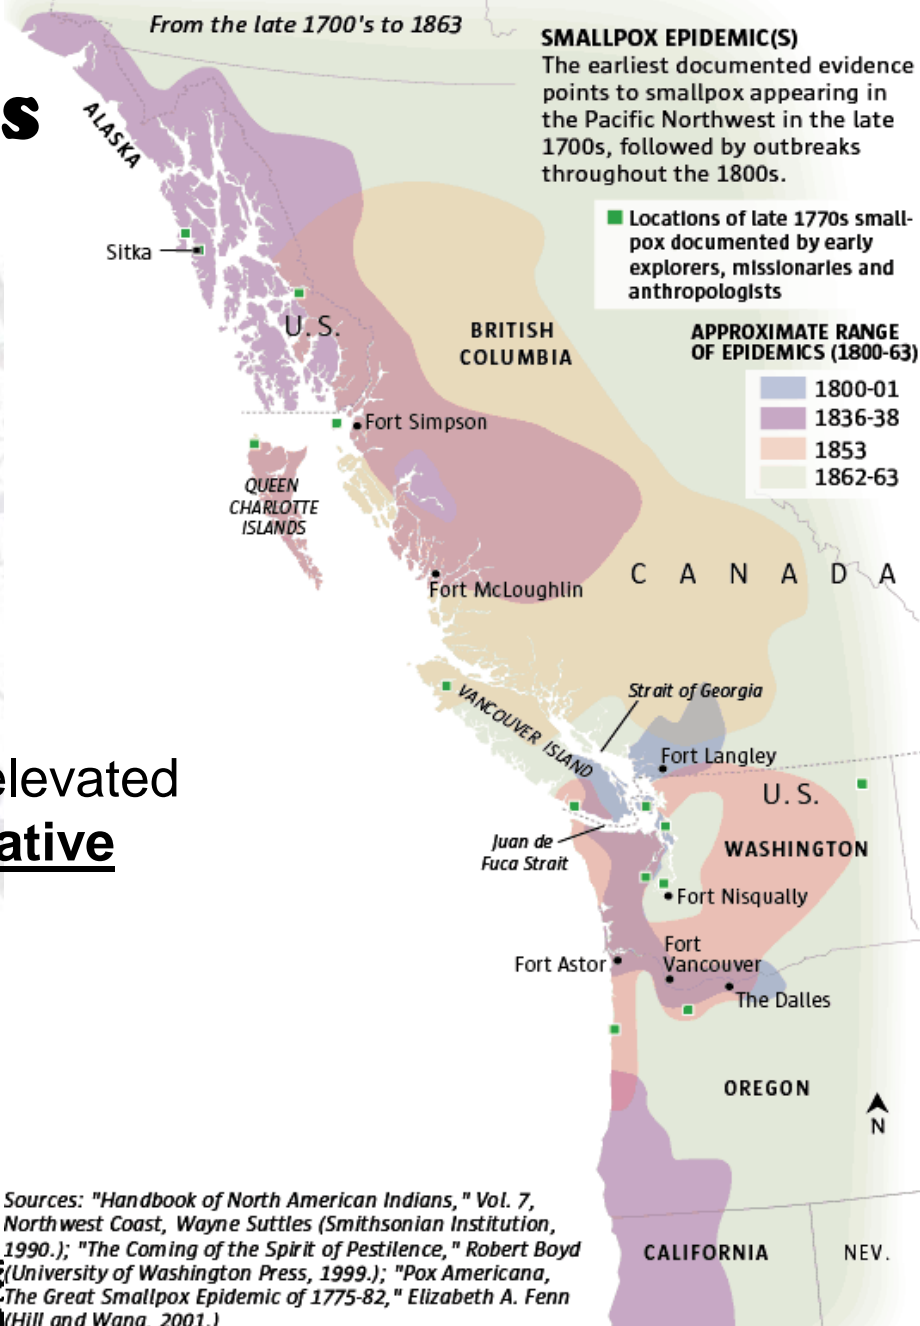 From the late 1700's to 1863
SMALLPOX EPIDEMIC(S)
The earliest documented evidence
points to smallpox appearing in
the Pacific Northwest in the late
1700s, followed by outbreaks
throughout the 1800s.
s
ALASKA
Locations of late 1770s small-
pox documented by early
explorers, missionaries and
anthropologists
Sitka
U.S.
BRITISH
COLUMBIA
APPROXIMATE RANGE
OF EPIDEMICS (1800-63)
1800-01
1836-38
1853
1862-63
Fort Simpson
QUEEN
CHARLOTTE
ISLANDS
CANADA
Fort McLoughlin
Strait of Georgia
VANCOUVER ISLAND
Fort Langley
elevated
U.S.
ative
Juan de
Fuca Strait
WASHINGTON
Fort Nisqually
Fort Astor
Fort
Vancouver
The Dalles
OREGON
N
Sources: "Handbook of North American Indians," Vol. 7,
Northwest Coast, Wayne Suttles (Smithsonian Institution,
1990.); "The Coming of the Spirit of Pestilence," Robert Boyd
(University of Washington Press, 1999.); "Pox Americana,
The Great Smallpox Epidemic of 1775-82," Elizabeth A. Fenn
(Hill and Wang, 2001.)
CALIFORNIA
NEV.